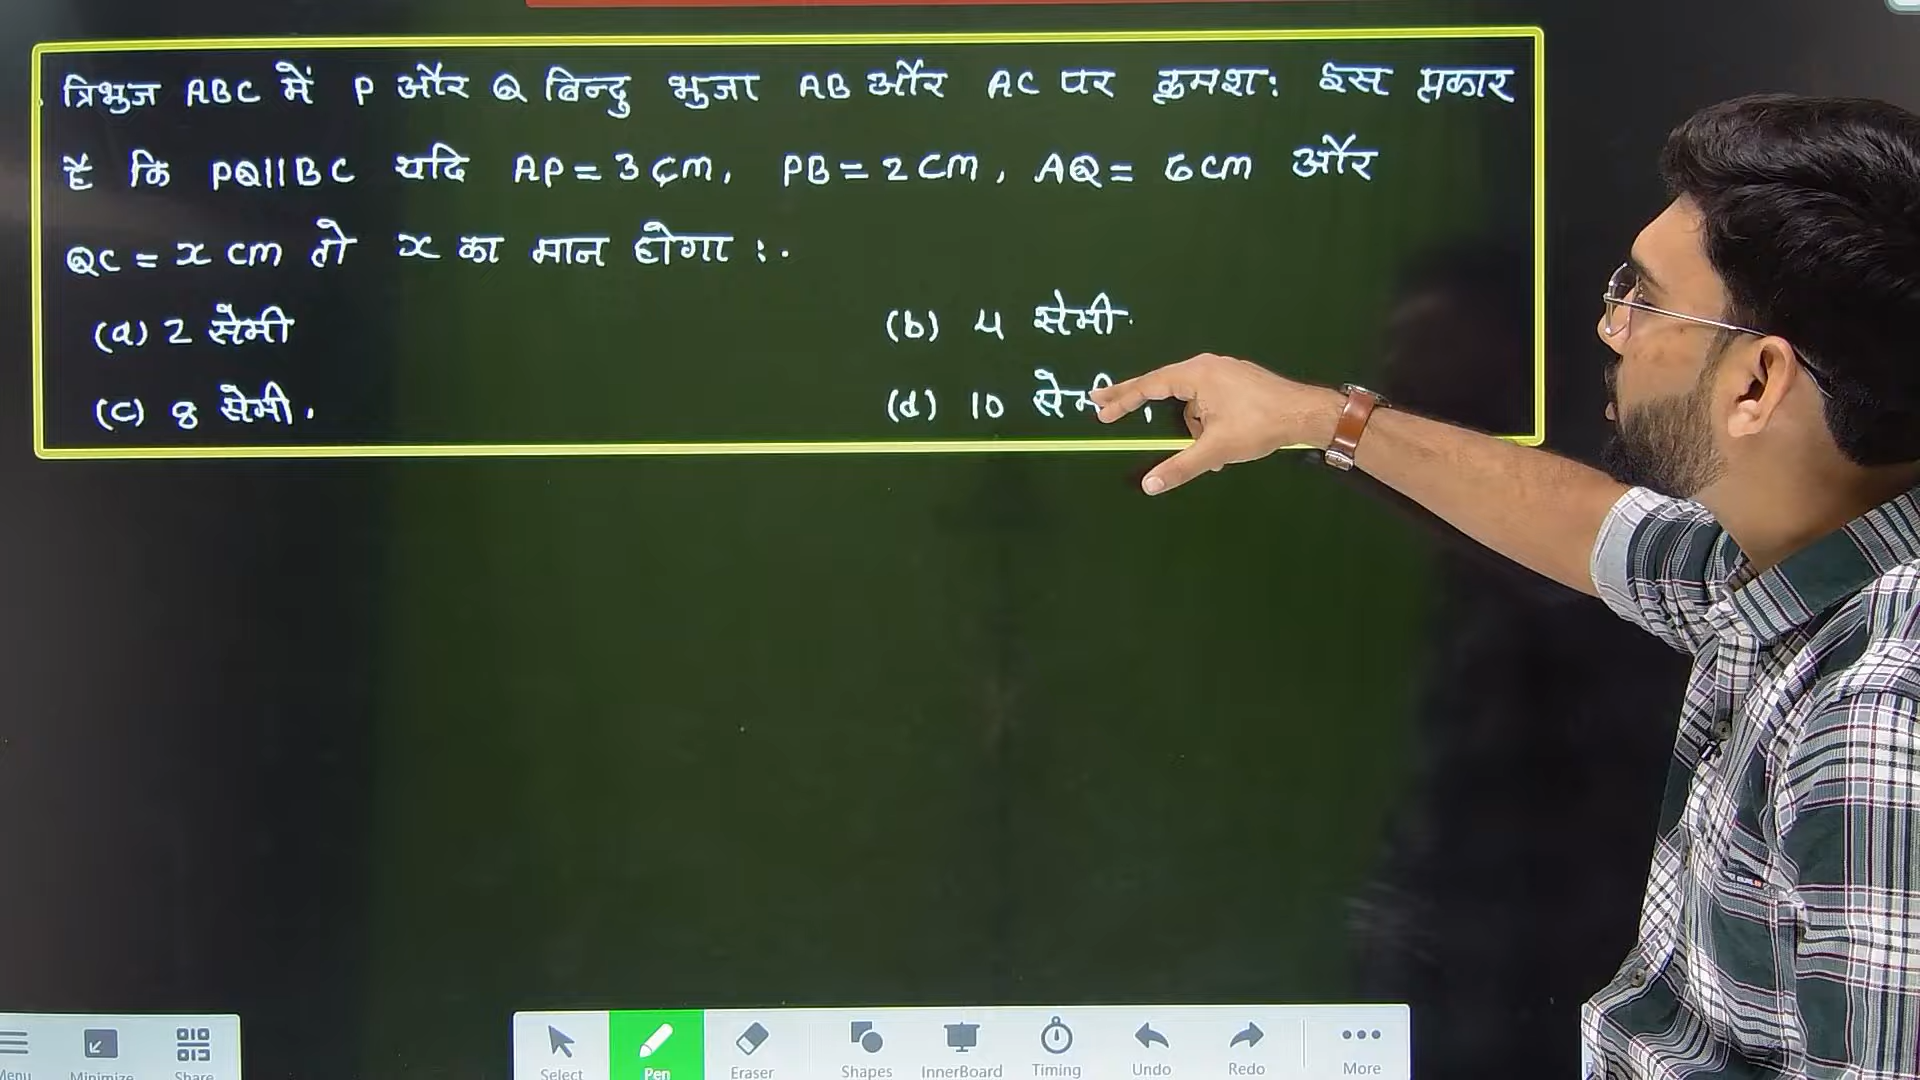 त्रिभुज ABC में P और Q बिन्दु भुजा AB और AC पर क्रमशः इस प्रकार
है कि PQ||BC यदि AP = 3 cm, PB = 2 cm, AQ = 6 cm और
QC = x cm तो x का मान होगा :.
(a) 2 सेमी
(b) 4 सेमी.
(c) 8 सेमी.
(d) 10 सेमी.
Menu
Minimize
Share
Select
Pen
Eraser
Shapes
InnerBoard
Timing
Undo
Redo
More